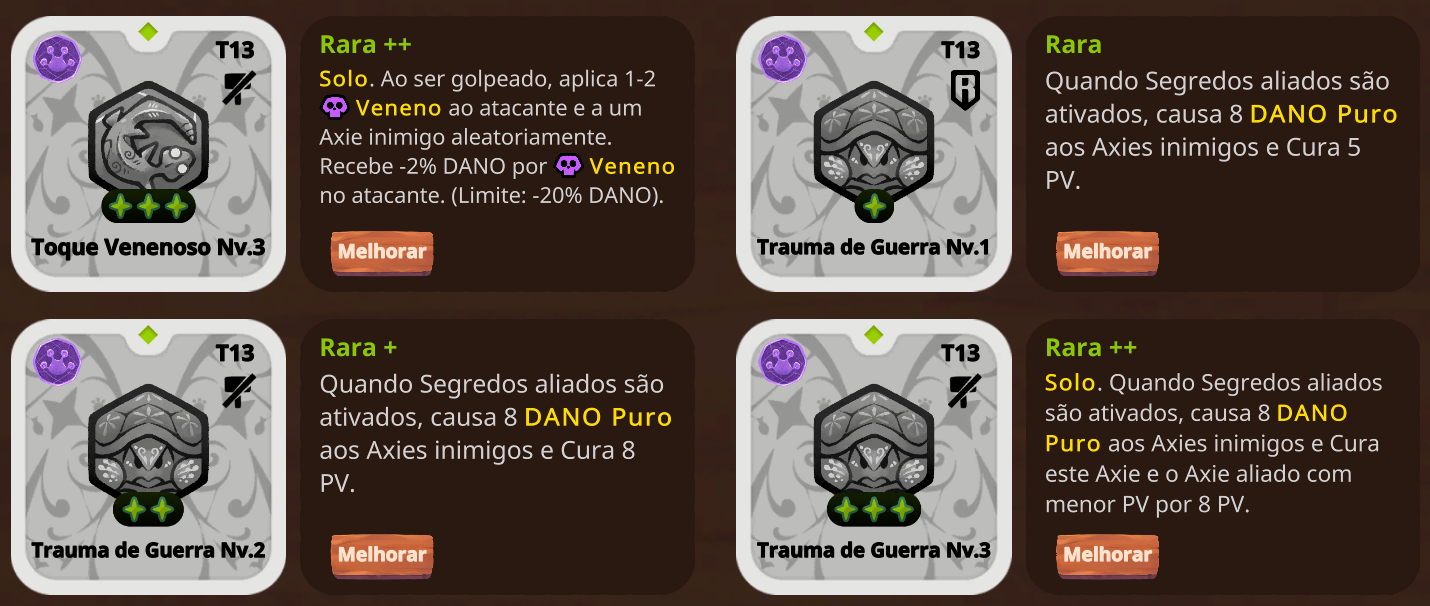 T13
Toque Venenoso Nv.3
Rara ++
Solo. Ao ser golpeado, aplica 1-2
Veneno ao atacante e a um
Axie inimigo aleatoriamente.
Recebe -2% DANO por Veneno
no atacante. (Limite: -20% DANO).
Melhorar
T13
R
Trauma de Guerra Nv.1
Rara
Quando Segredos aliados são
ativados, causa 8 DANO Puro
aos Axies inimigos e Cura 5
PV.
Melhorar
T13
Trauma de Guerra Nv.2
Rara +
Quando Segredos aliados são
ativados, causa 8 DANO Puro
aos Axies inimigos e Cura 8
PV.
Melhorar
T13
Trauma de Guerra Nv.3
Rara ++
Solo. Quando Segredos aliados
são ativados, causa 8 DANO
Puro aos Axies inimigos e Cura
este Axie e o Axie aliado com
menor PV por 8 PV.
Melhorar